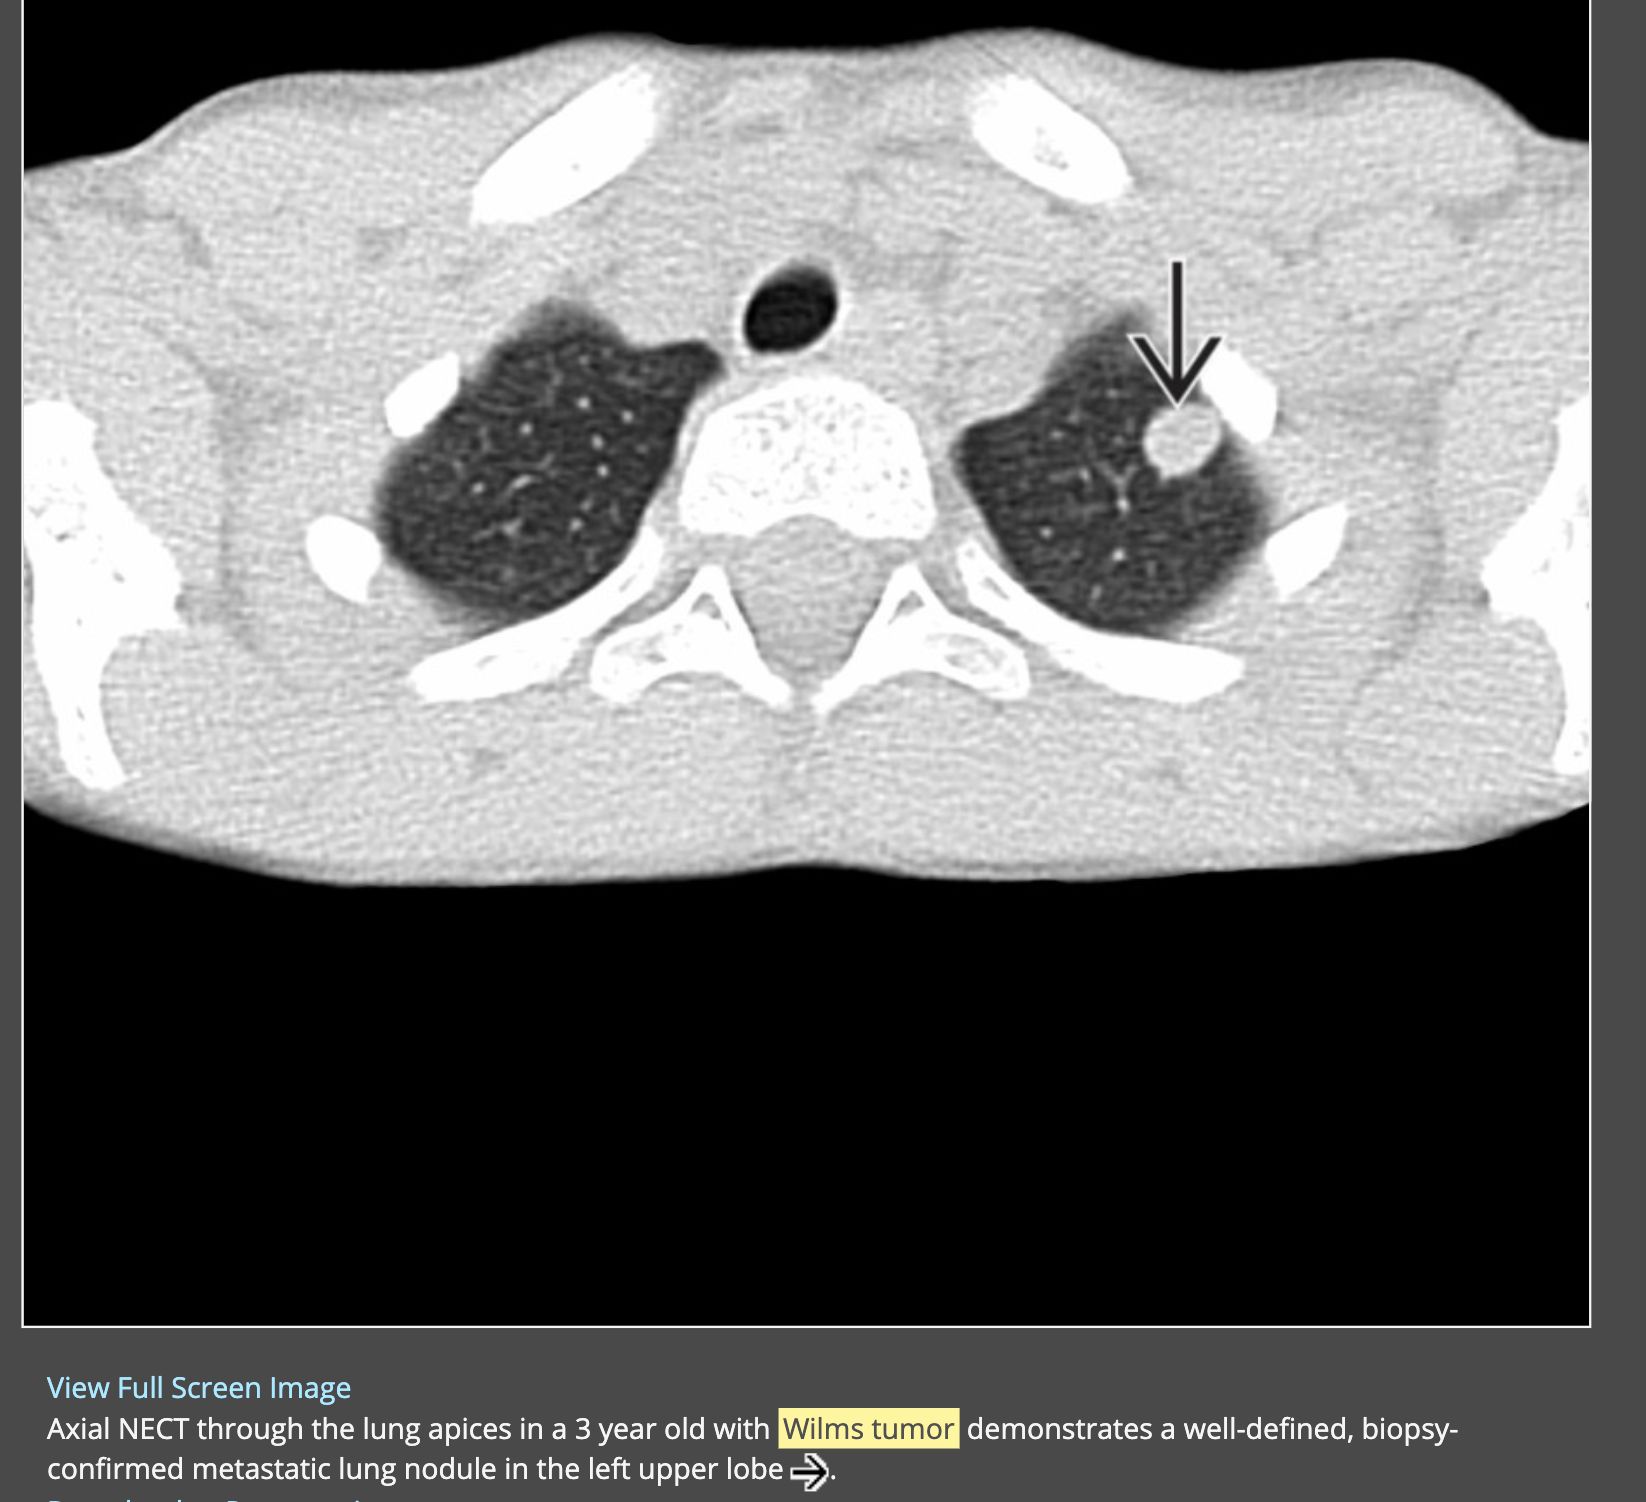 View Full Screen Image
Axial NECT through the lung apices in a 3 year old with Wilms tumor demonstrates a well-defined, biopsy-
confirmed metastatic lung nodule in the left upper lobe .